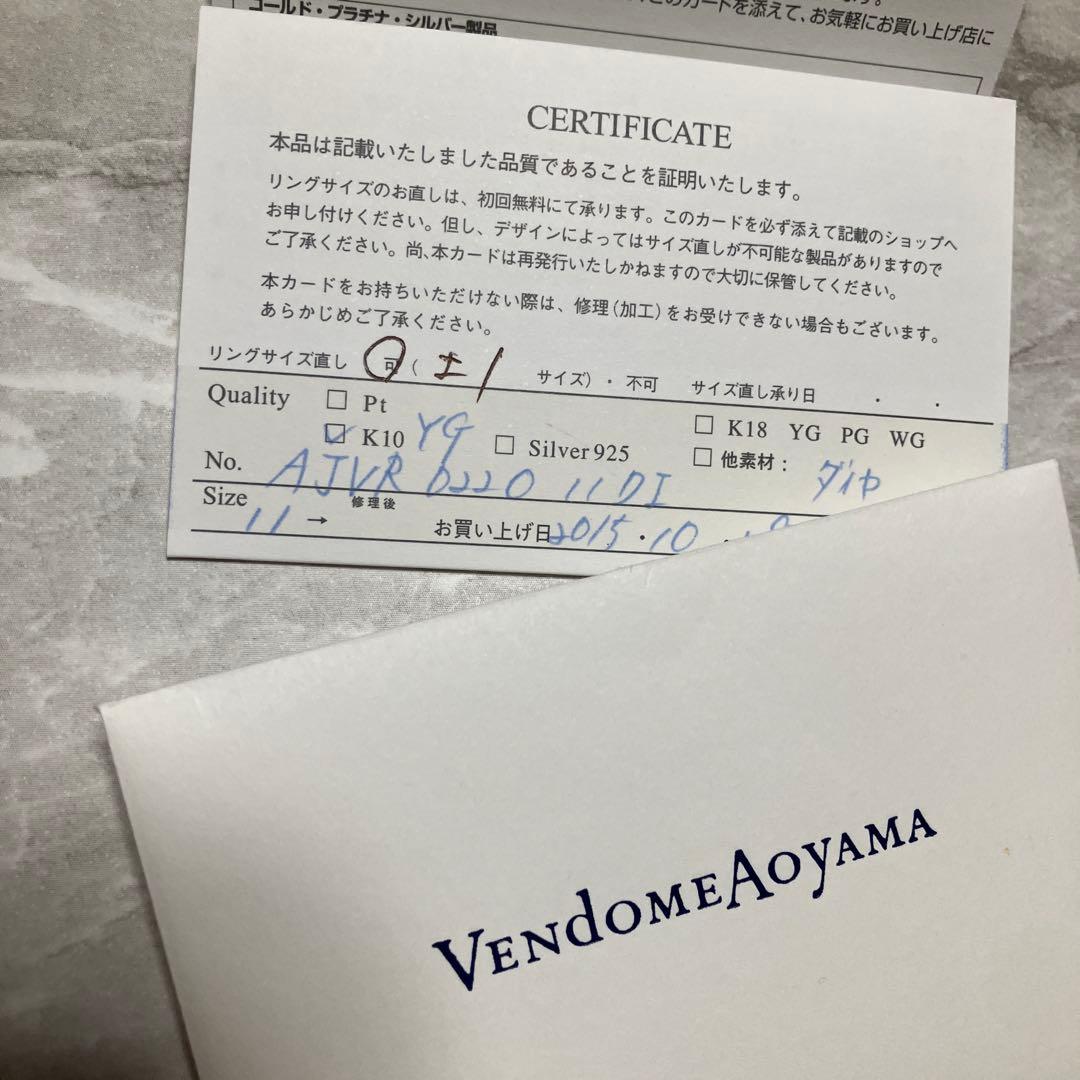 このカードを添えて、お気軽にお買い上げ店に
ゴールド・プラチナ・シルバー製品
CERTIFICATE
本品は記載いたしました品質であることを証明いたします。
リングサイズのお直しは、初回無料にて承ります。このカードを必ず添えて記載のショップへ
お申し付けください。但し、デザインによってはサイズ直しが不可能な製品がありますので
ご了承ください。尚、本カードは再発行いたしかねますので大切に保管してください。
本カードをお持ちいただけない際は、修理(加工)をお受けできない場合もございます。
あらかじめご了承ください。
リングサイズ直し 可 ( ±1 サイズ)・不可 サイズ直し承り日 ・ ・
Quality □ Pt □ K18 YG PG WG
☑ K10 YG □ Silver 925 □ 他素材: ダイヤ
No. AJVR 0220 11 DI
Size 11 → 修理後 お買い上げ日 2015・10・
VENDOMEAOYAMA